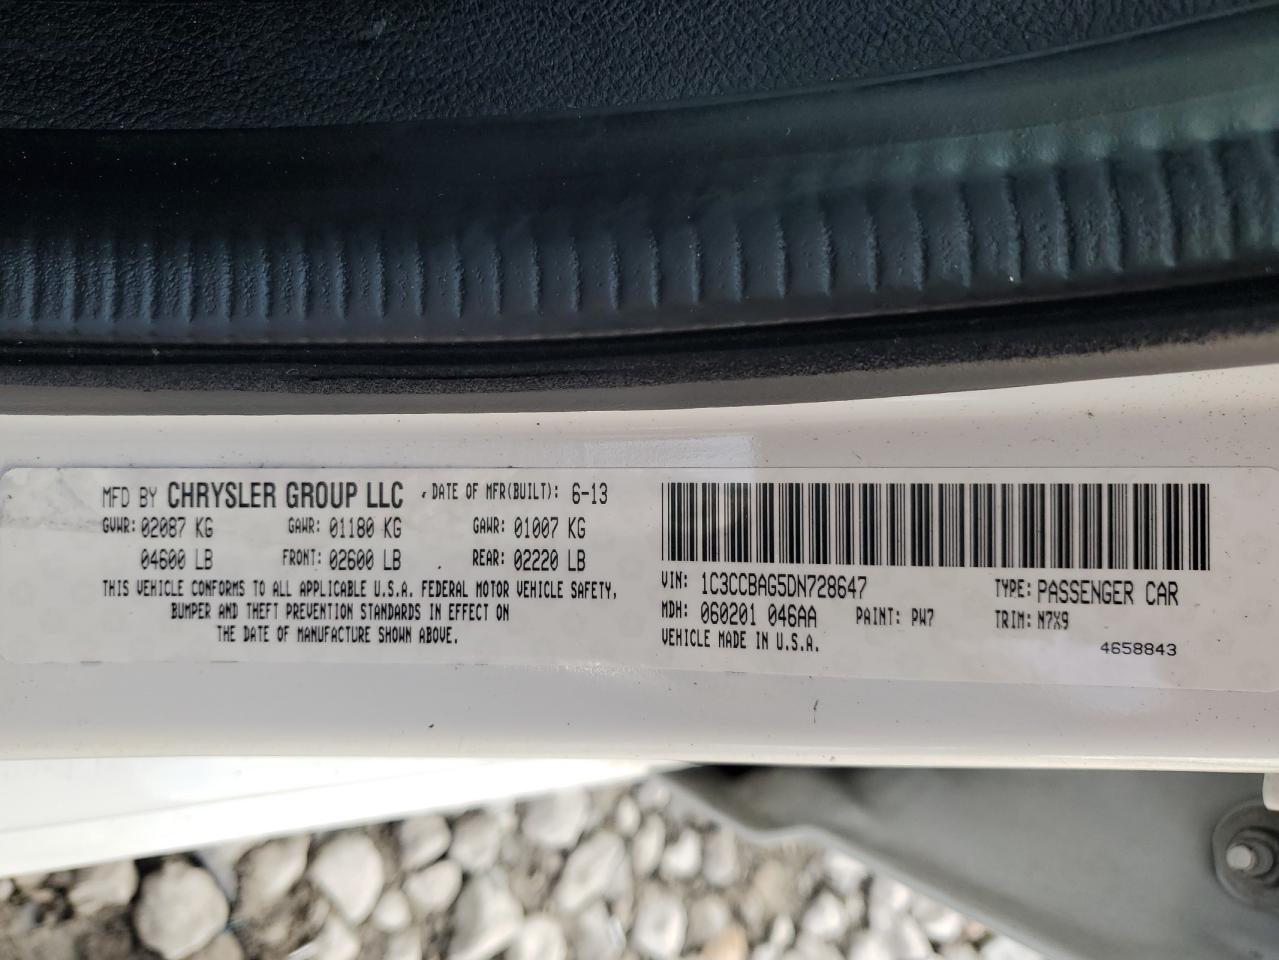 MFD BY CHRYSLER GROUP LLC DATE OF MFR(BUILT): 6-13
GVWR: 02087 KG GAWR: 01180 KG GAWR: 01007 KG
04600 LB FRONT: 02600 LB REAR: 02220 LB
THIS VEHICLE CONFORMS TO ALL APPLICABLE U.S.A. FEDERAL MOTOR VEHICLE SAFETY,
BUMPER AND THEFT PREVENTION STANDARDS IN EFFECT ON
THE DATE OF MANUFACTURE SHOWN ABOVE.
VIN: 1C3CCBAG5DN728647 TYPE: PASSENGER CAR
MDH: 060201 046AA PAINT: PW7 TRIM: N7X9
VEHICLE MADE IN U.S.A.
4658843